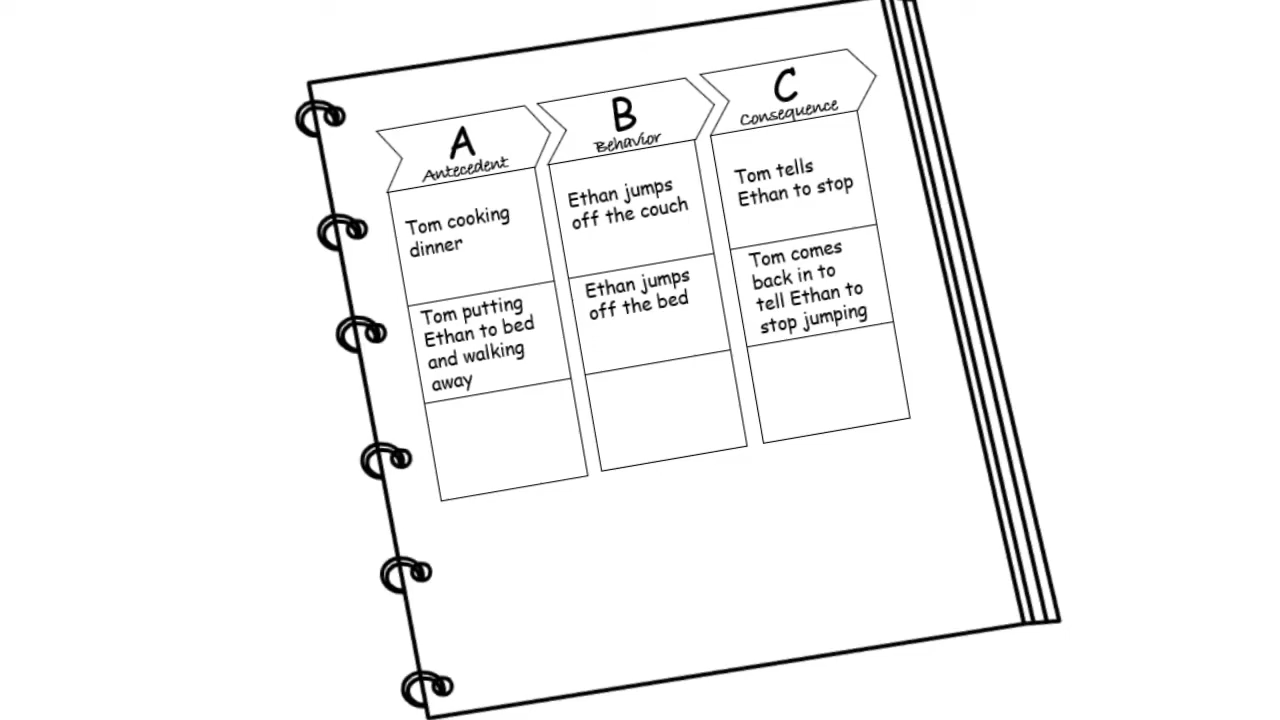 A
Antecedent
B
Behavior
C
Consequence
Tom cooking
dinner
Ethan jumps
off the couch
Tom tells
Ethan to stop
Tom putting
Ethan to bed
and walking
away
Ethan jumps
off the bed
Tom comes
back in to
tell Ethan to
stop jumping